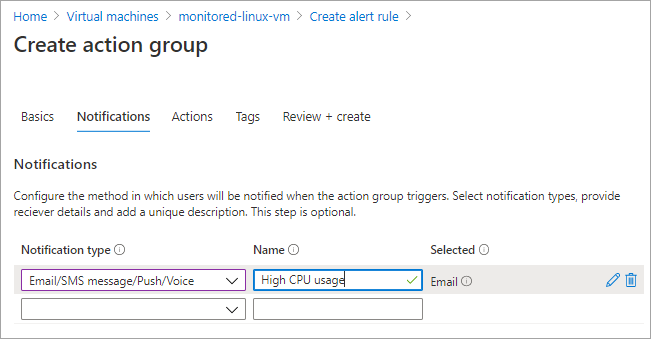 Home > Virtual machines > monitored-linux-vm > Create alert rule >
Create action group
Basics Notifications Actions Tags Review + create
Notifications
Configure the method in which users will be notified when the action group triggers. Select notification types, provide
reciever details and add a unique description. This step is optional.
Notification type Name Selected
Email/SMS message/Push/Voice High CPU usage Email